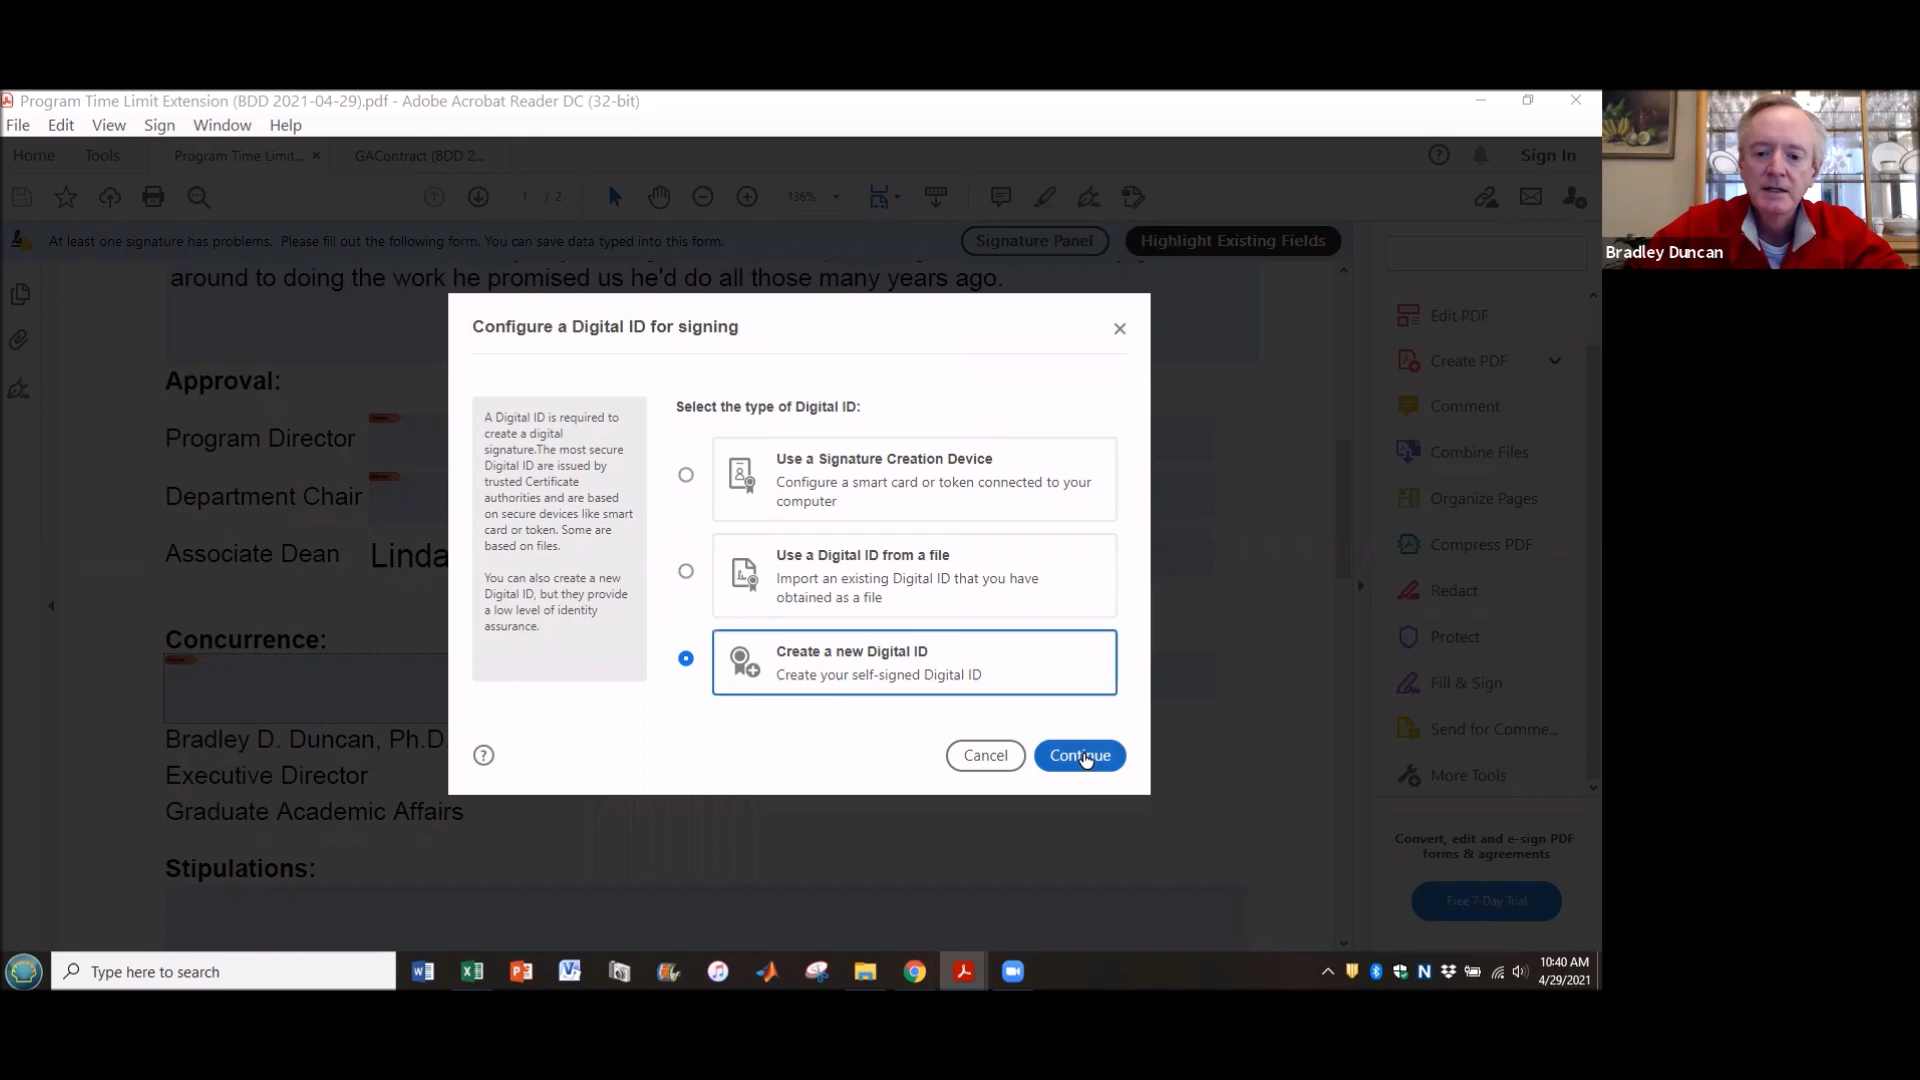 Program Time Limit Extension (BDD 2021-04-29).pdf - Adobe Acrobat Reader DC (32-bit)
File Edit View Sign Window Help
Home Tools Program Time Limit... × GAContract (BDD 2... Sign In
1 / 2 136%
At least one signature has problems. Please fill out the following form. You can save data typed into this form.
Signature Panel Highlight Existing Fields
Bradley Duncan
around to doing the work he promised us he'd do all those many years ago.
Configure a Digital ID for signing
A Digital ID is required to
create a digital
signature.The most secure
Digital ID are issued by
trusted Certificate
authorities and are based
on secure devices like smart
card or token. Some are
based on files.
You can also create a new
Digital ID, but they provide
a low level of identity
assurance.
Select the type of Digital ID:
Use a Signature Creation Device
Configure a smart card or token connected to your
computer
Use a Digital ID from a file
Import an existing Digital ID that you have
obtained as a file
Create a new Digital ID
Create your self-signed Digital ID
Cancel Continue
Approval:
Program Director
Department Chair
Associate Dean Linda
Concurrence:
Bradley D. Duncan, Ph.D.
Executive Director
Graduate Academic Affairs
Stipulations:
Edit PDF
Create PDF
Comment
Combine Files
Organize Pages
Compress PDF
Redact
Protect
Fill & Sign
Send for Comme...
More Tools
Convert, edit and e-sign PDF
forms & agreements
Free 7-Day Trial
Type here to search
10:40 AM
4/29/2021